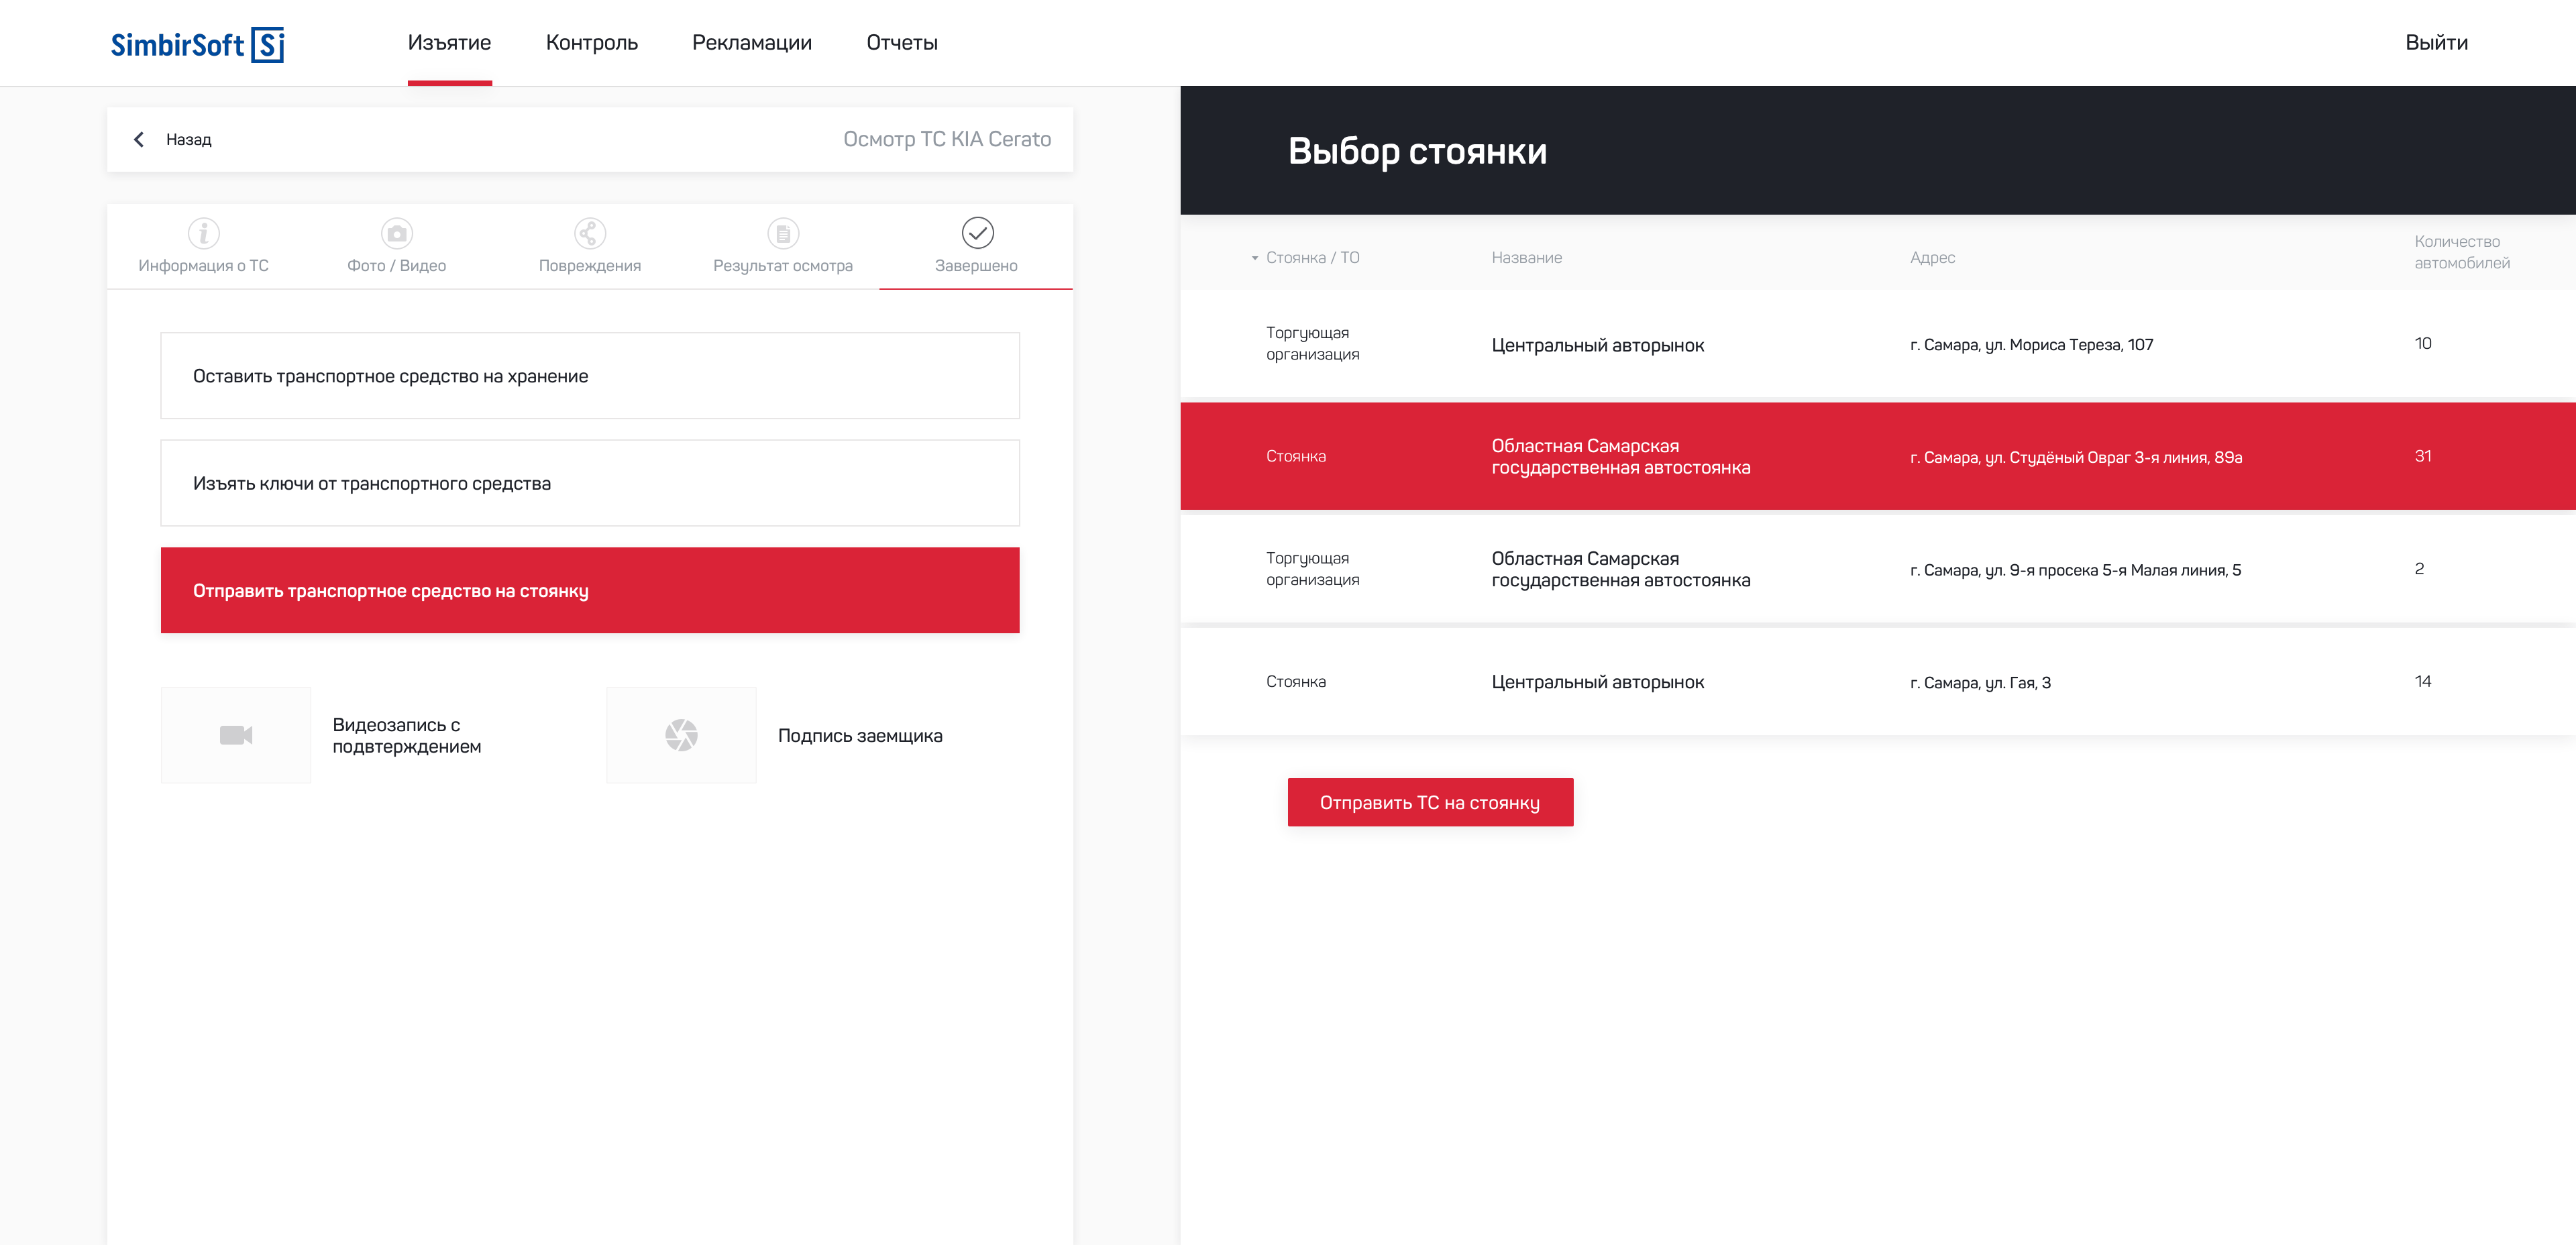 SimbirSoft Si
Изъятие
Контроль
Рекламации
Отчеты
Выйти
Назад
Осмотр ТС KIA Cerato
Информация о ТС
Фото / Видео
Повреждения
Результат осмотра
Завершено
Оставить транспортное средство на хранение
Изъять ключи от транспортного средства
Отправить транспортное средство на стоянку
Видеозапись с
подвтерждением
Подпись заемщика
Выбор стоянки
Стоянка / ТО
Название
Адрес
Количество
автомобилей
Торгующая
организация
Центральный авторынок
г. Самара, ул. Мориса Тереза, 107
10
Стоянка
Областная Самарская
государственная автостоянка
г. Самара, ул. Студёный Овраг 3-я линия, 89а
31
Торгующая
организация
Областная Самарская
государственная автостоянка
г. Самара, ул. 9-я просека 5-я Малая линия, 5
2
Стоянка
Центральный авторынок
г. Самара, ул. Гая, 3
14
Отправить ТС на стоянку